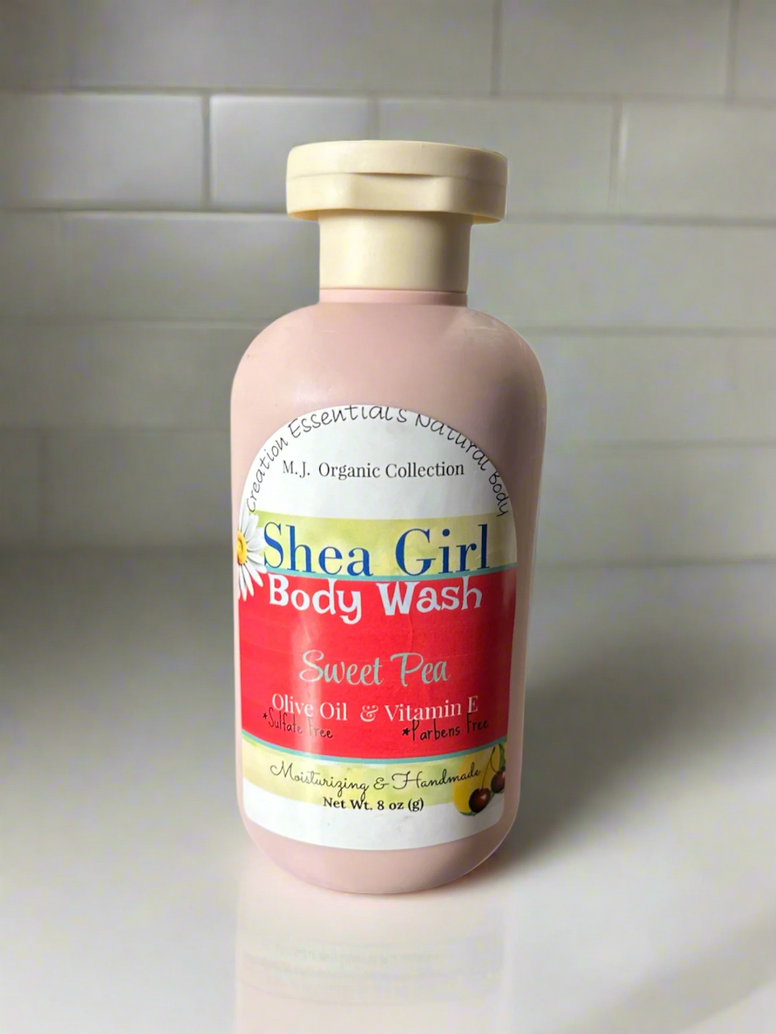 Creation Essential's Natural Body
M.J. Organic Collection
Shea Girl
Body Wash
Sweet Pea
Olive Oil & Vitamin E
*Sulfate Free *Parbens Free
Moisturizing & Handmade
Net Wt. 8 oz (g)